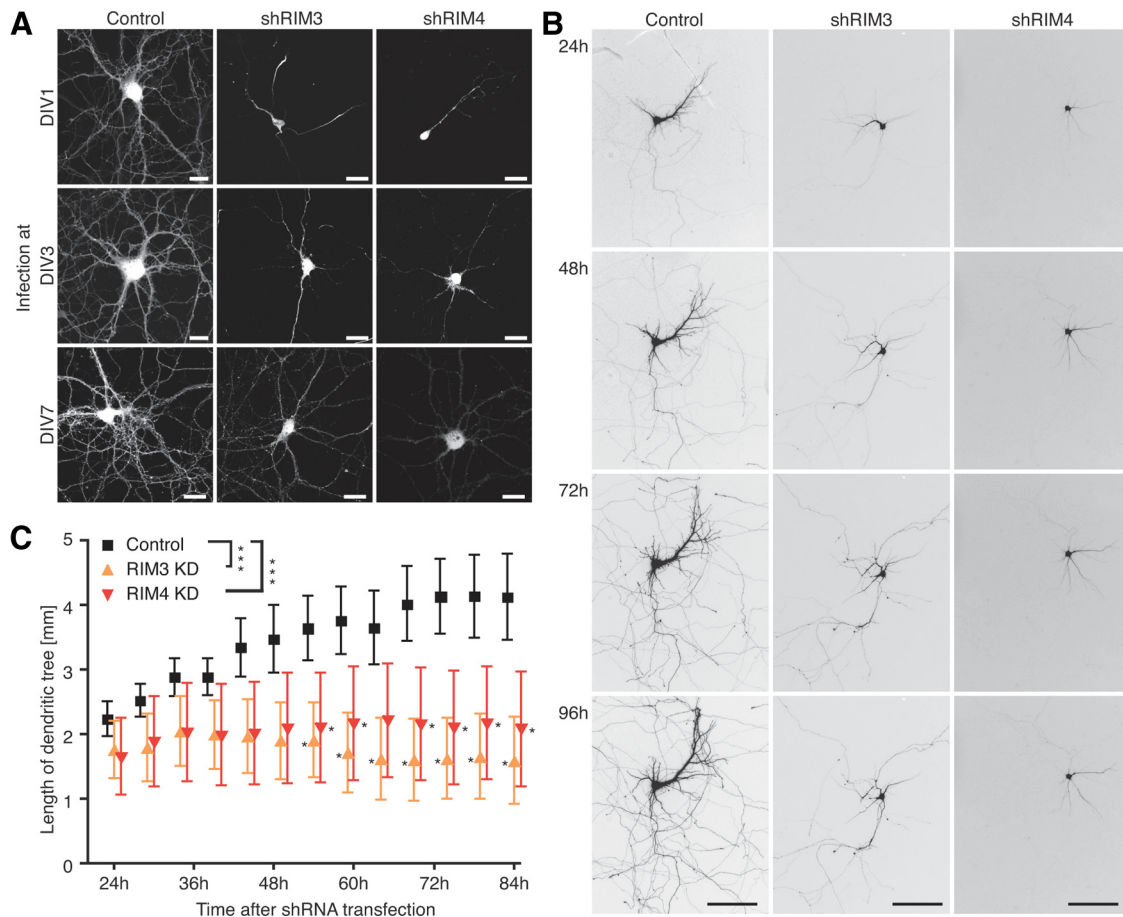 A
Control
shRIM3
shRIM4
Infection at
DIV1
DIV3
DIV7
B
Control
shRIM3
shRIM4
24h
48h
72h
96h
C
Length of dendritic tree [mm]
5
4
3
2
1
0
Control
RIM3 KD
RIM4 KD
***
***
* * * * * *
* * * * * * *
24h 36h 48h 60h 72h 84h
Time after shRNA transfection